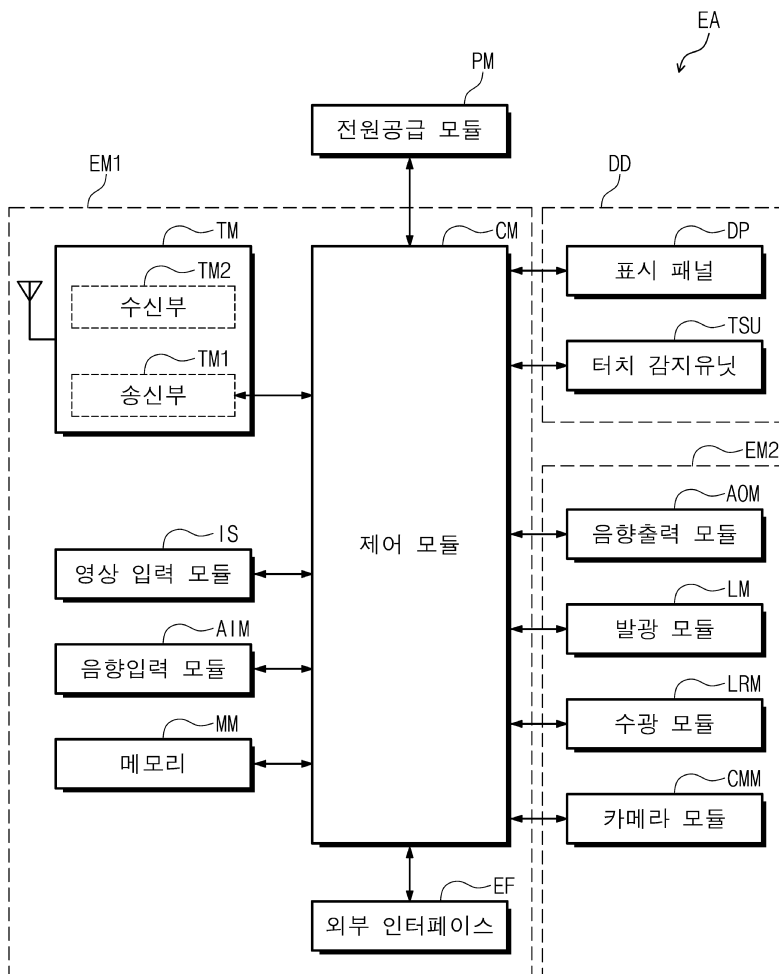 EA
PM
전원공급 모듈
EM1
DD
TM
CM
DP
TM2
수신부
표시 패널
TM1
송신부
TSU
터치 감지유닛
EM2
AOM
음향출력 모듈
제어 모듈
IS
영상 입력 모듈
LM
발광 모듈
AIM
음향입력 모듈
LRM
수광 모듈
MM
메모리
CMM
카메라 모듈
EF
외부 인터페이스